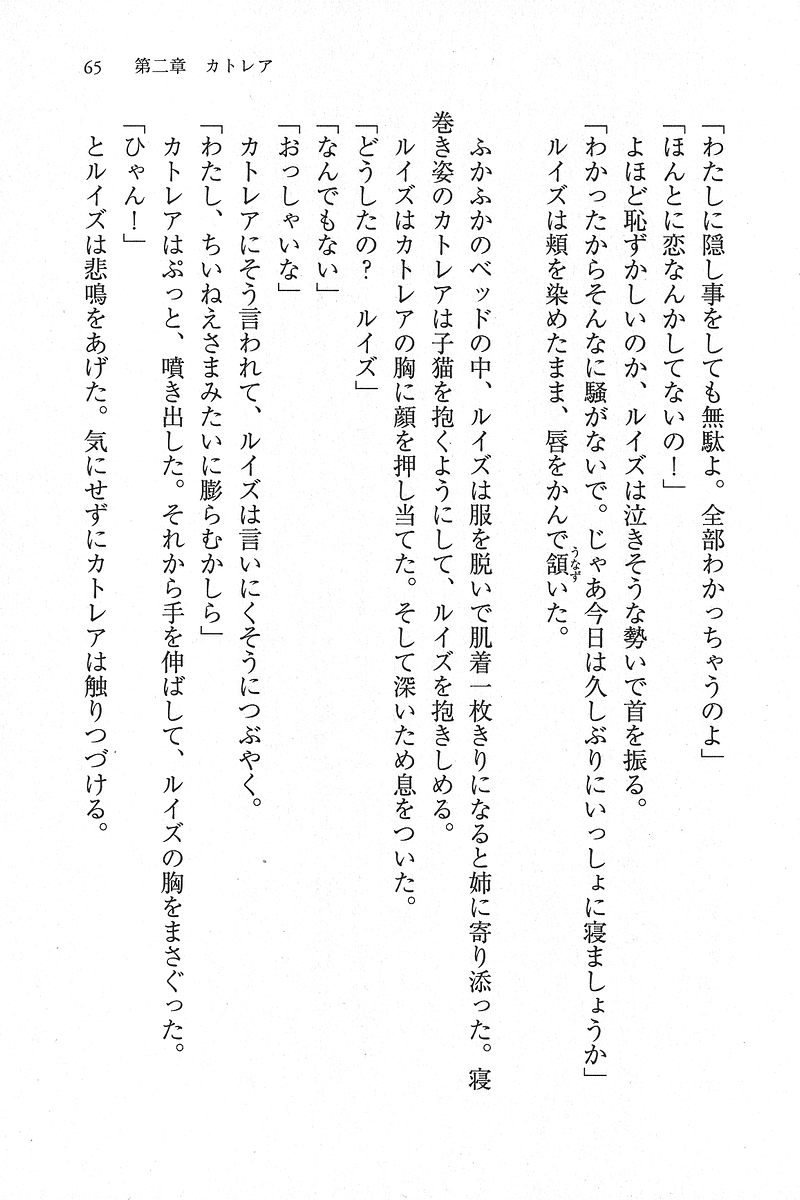 65 第二章 カトレア
「わたしに隠し事をしても無駄よ。全部わかっちゃうのよ」
「ほんとに恋なんかしてないの！」
よほど恥ずかしいのか、ルイズは泣きそうな勢いで首を振る。
「わかったからそんなに騒がないで。じゃあ今日は久しぶりにいっしょに寝ましょうか」
ルイズは頬を染めたまま、唇をかんで頷いた。
ふかふかのベッドの中、ルイズは服を脱いで肌着一枚きりになると姉に寄り添った。寝
巻き姿のカトレアは子猫を抱くようにして、ルイズを抱きしめる。
ルイズはカトレアの胸に顔を押し当てた。そして深いため息をついた。
「どうしたの？　ルイズ」
「なんでもない」
「おっしゃいな」
カトレアにそう言われて、ルイズは言いにくそうにつぶやく。
「わたし、ちいねえさまみたいに膨らむかしら」
カトレアはぷっと、噴き出した。それから手を伸ばして、ルイズの胸をまさぐった。
「ひゃん！」
とルイズは悲鳴をあげた。気にせずにカトレアは触りつづける。